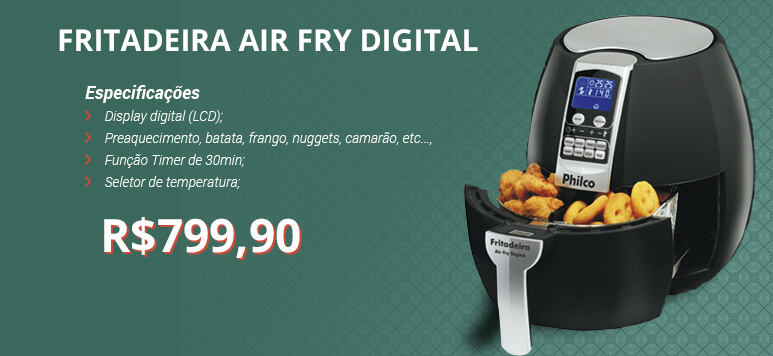 FRITADEIRA AIR FRY DIGITAL
Especificações
Display digital (LCD);
Preaquecimento, batata, frango, nuggets, camarão, etc...,
Função Timer de 30min;
Seletor de temperatura;
R$799,90
Philco
Fritadeira
Air Fry Digital